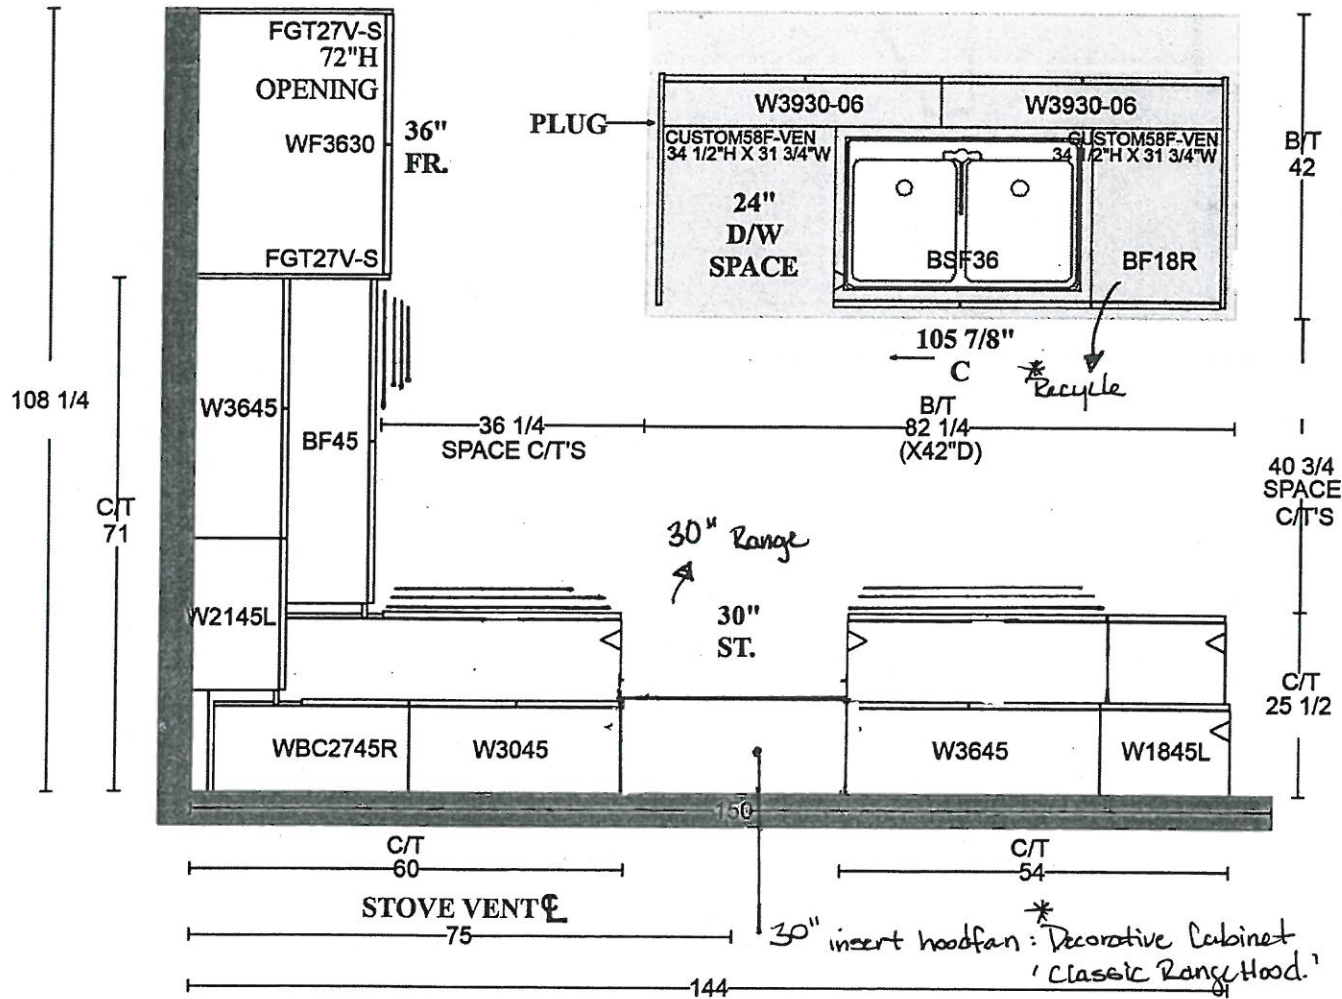 FGT27V-S
72"H
OPENING
WF3630
36"
FR.
FGT27V-S
PLUG
W3930-06
W3930-06
CUSTOM58F-VEN
34 1/2"H X 31 3/4"W
CUSTOM58F-VEN
34 1/2"H X 31 3/4"W
24"
D/W
SPACE
BSF36
BF18R
B/T
42
105 7/8"
C
* Recycle
108 1/4
W3645
BF45
36 1/4
SPACE C/T'S
B/T
82 1/4
(X42"D)
40 3/4
SPACE
C/T'S
C/T
71
30" Range
W2145L
30"
ST.
C/T
25 1/2
WBC2745R
W3045
W3645
W1845L
150
C/T
60
C/T
54
STOVE VENT ℄
75
*
30" insert hoodfan : Decorative Cabinet
'Classic Range Hood.'
144